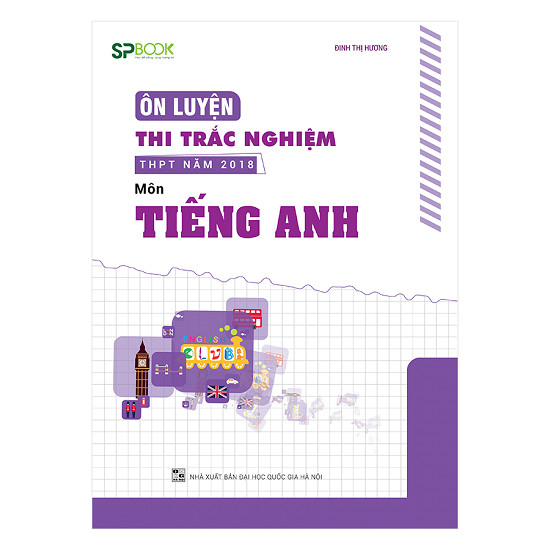 SPBOOK
ĐINH THỊ HƯƠNG
ÔN LUYỆN
THI TRẮC NGHIỆM
THPT NĂM 2018
Môn
TIẾNG ANH
ENGLISH
CLUB
NHÀ XUẤT BẢN ĐẠI HỌC QUỐC GIA HÀ NỘI